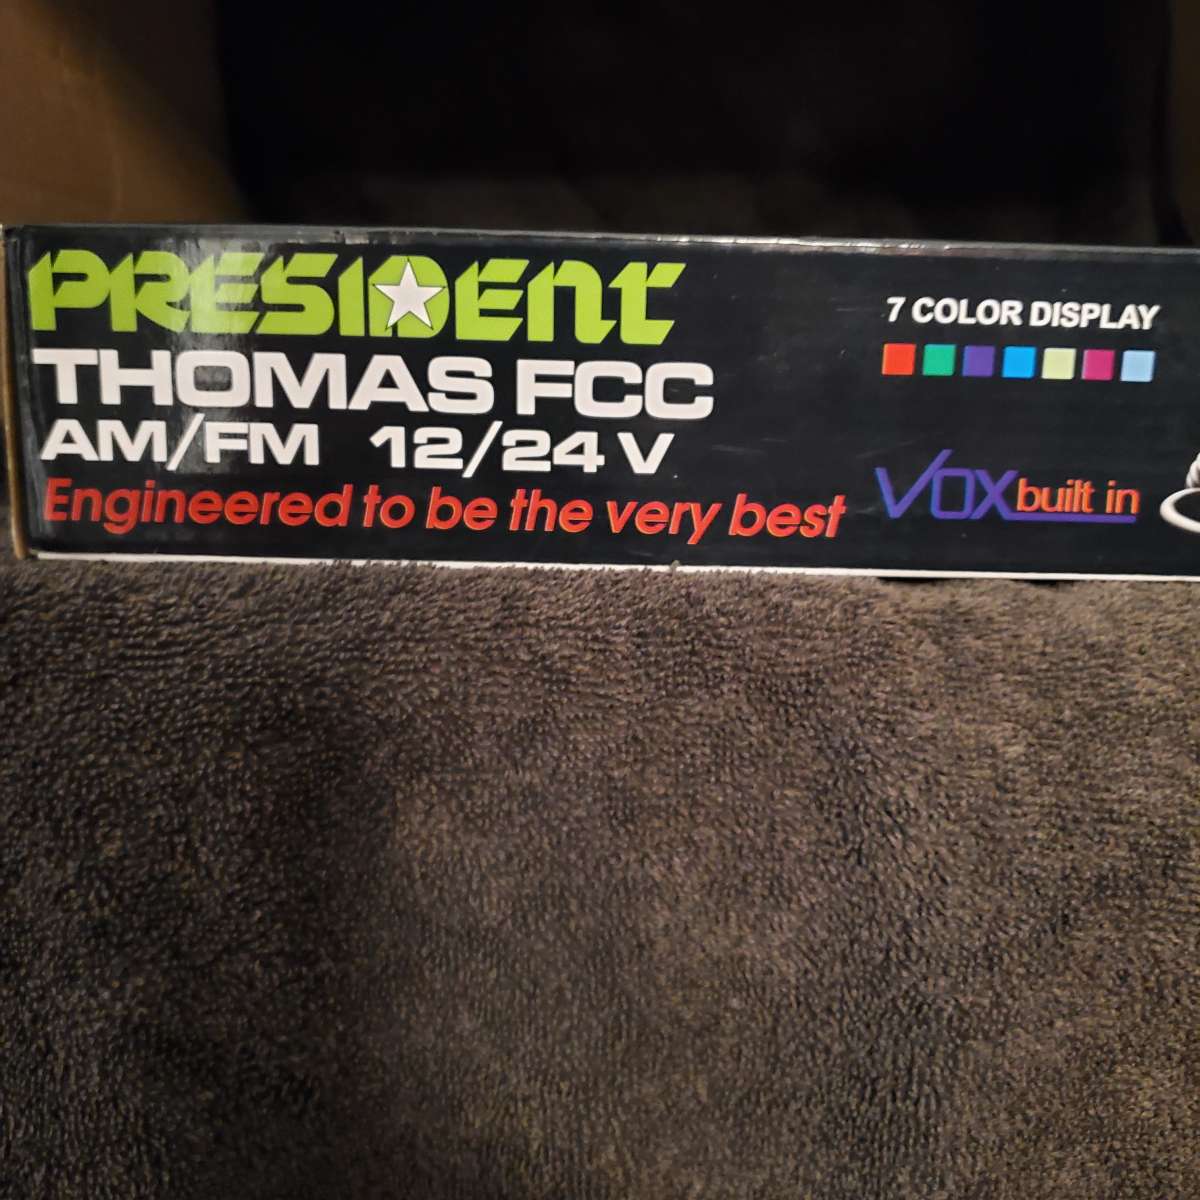 PRESIDENT
THOMAS FCC
AM/FM 12/24 V
Engineered to be the very best
7 COLOR DISPLAY
VOX built in